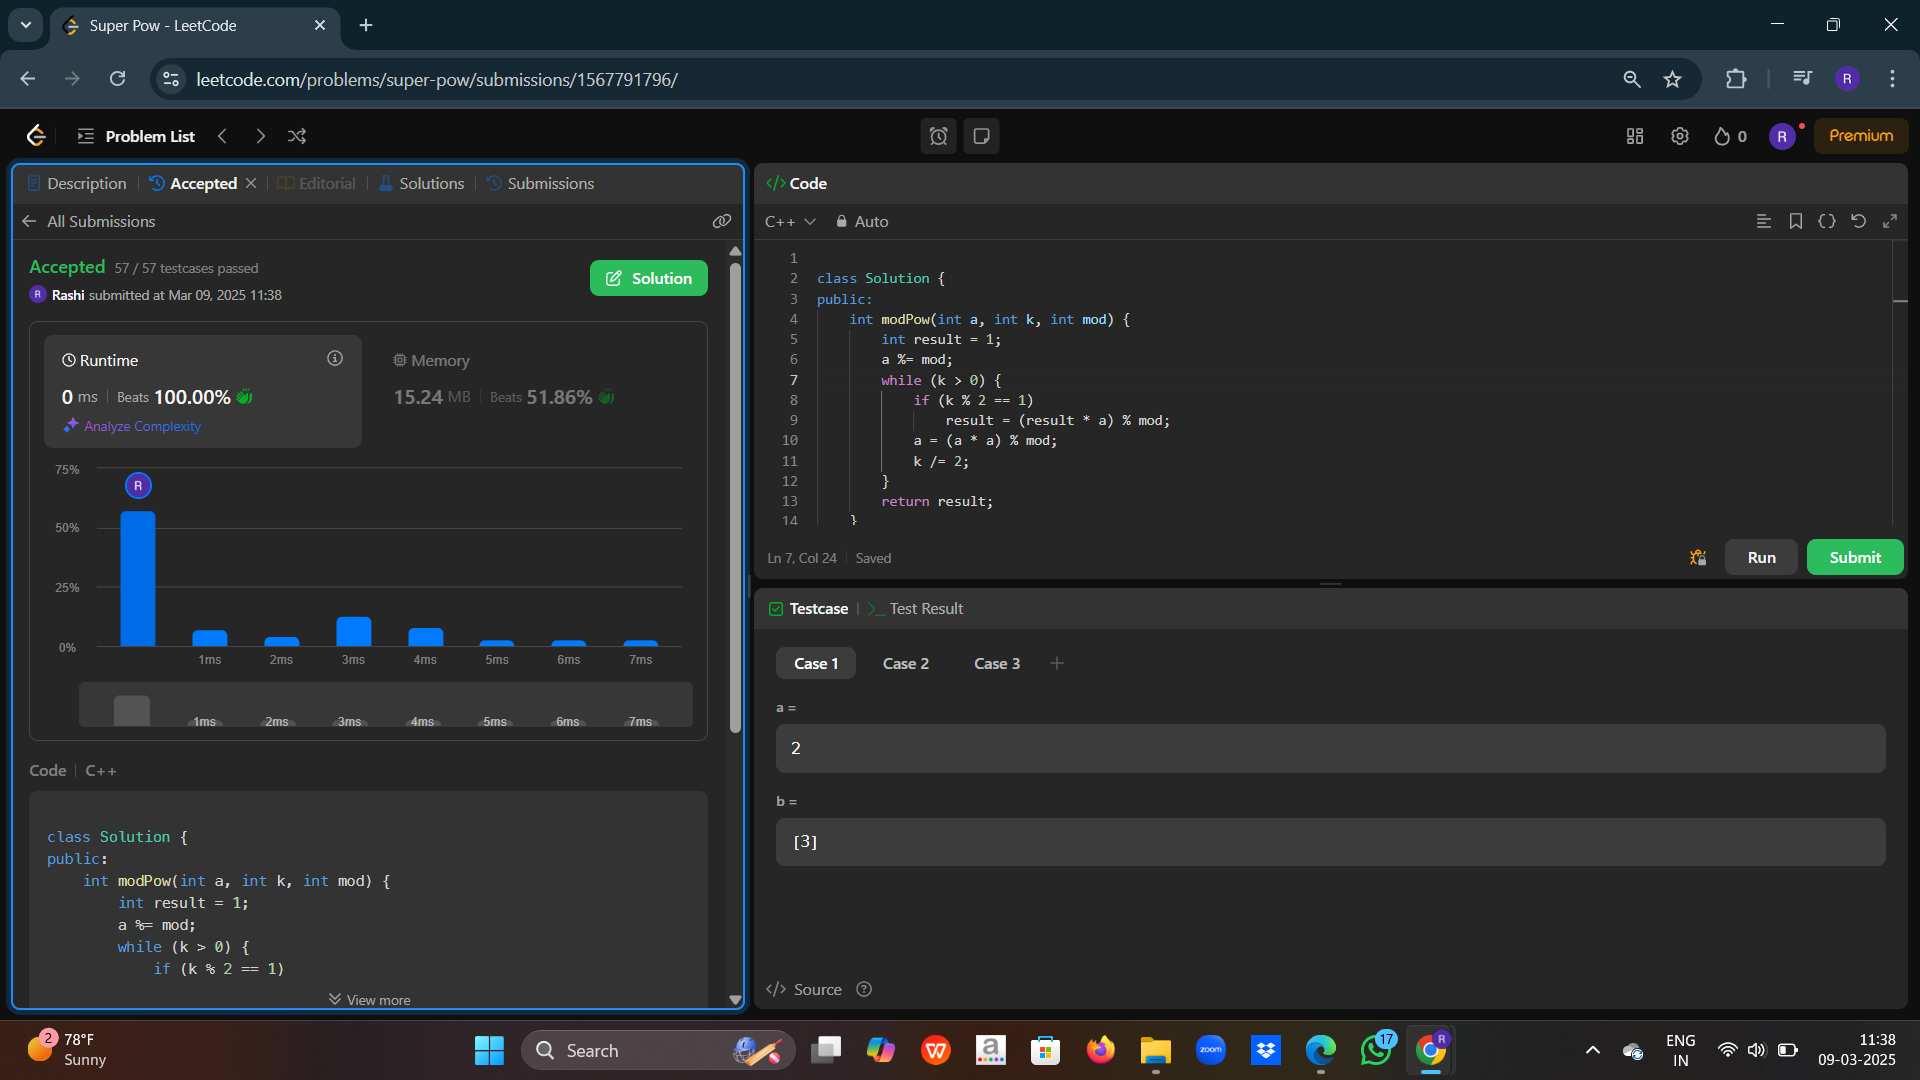 Super Pow - LeetCode
leetcode.com/problems/super-pow/submissions/1567791796/
R
Problem List
0
R
Premium
Description
Accepted
Editorial
Solutions
Submissions
All Submissions
Accepted 57 / 57 testcases passed
R Rashi submitted at Mar 09, 2025 11:38
Solution
Runtime
0 ms Beats 100.00%
Analyze Complexity
Memory
15.24 MB Beats 51.86%
75%
R
50%
25%
0%
1ms 2ms 3ms 4ms 5ms 6ms 7ms
1ms 2ms 3ms 4ms 5ms 6ms 7ms
Code C++
class Solution {
public:
int modPow(int a, int k, int mod) {
int result = 1;
a %= mod;
while (k > 0) {
if (k % 2 == 1)
View more
</> Code
C++ Auto
1
2 class Solution {
3 public:
4 int modPow(int a, int k, int mod) {
5 int result = 1;
6 a %= mod;
7 while (k > 0) {
8 if (k % 2 == 1)
9 result = (result * a) % mod;
10 a = (a * a) % mod;
11 k /= 2;
12 }
13 return result;
14 }
Ln 7, Col 24 Saved
Run
Submit
Testcase
>_ Test Result
Case 1 Case 2 Case 3 +
a =
2
b =
[3]
</> Source ?
2
78°F
Sunny
Search
W
a
zoom
17
R
ENG
IN
11:38
09-03-2025